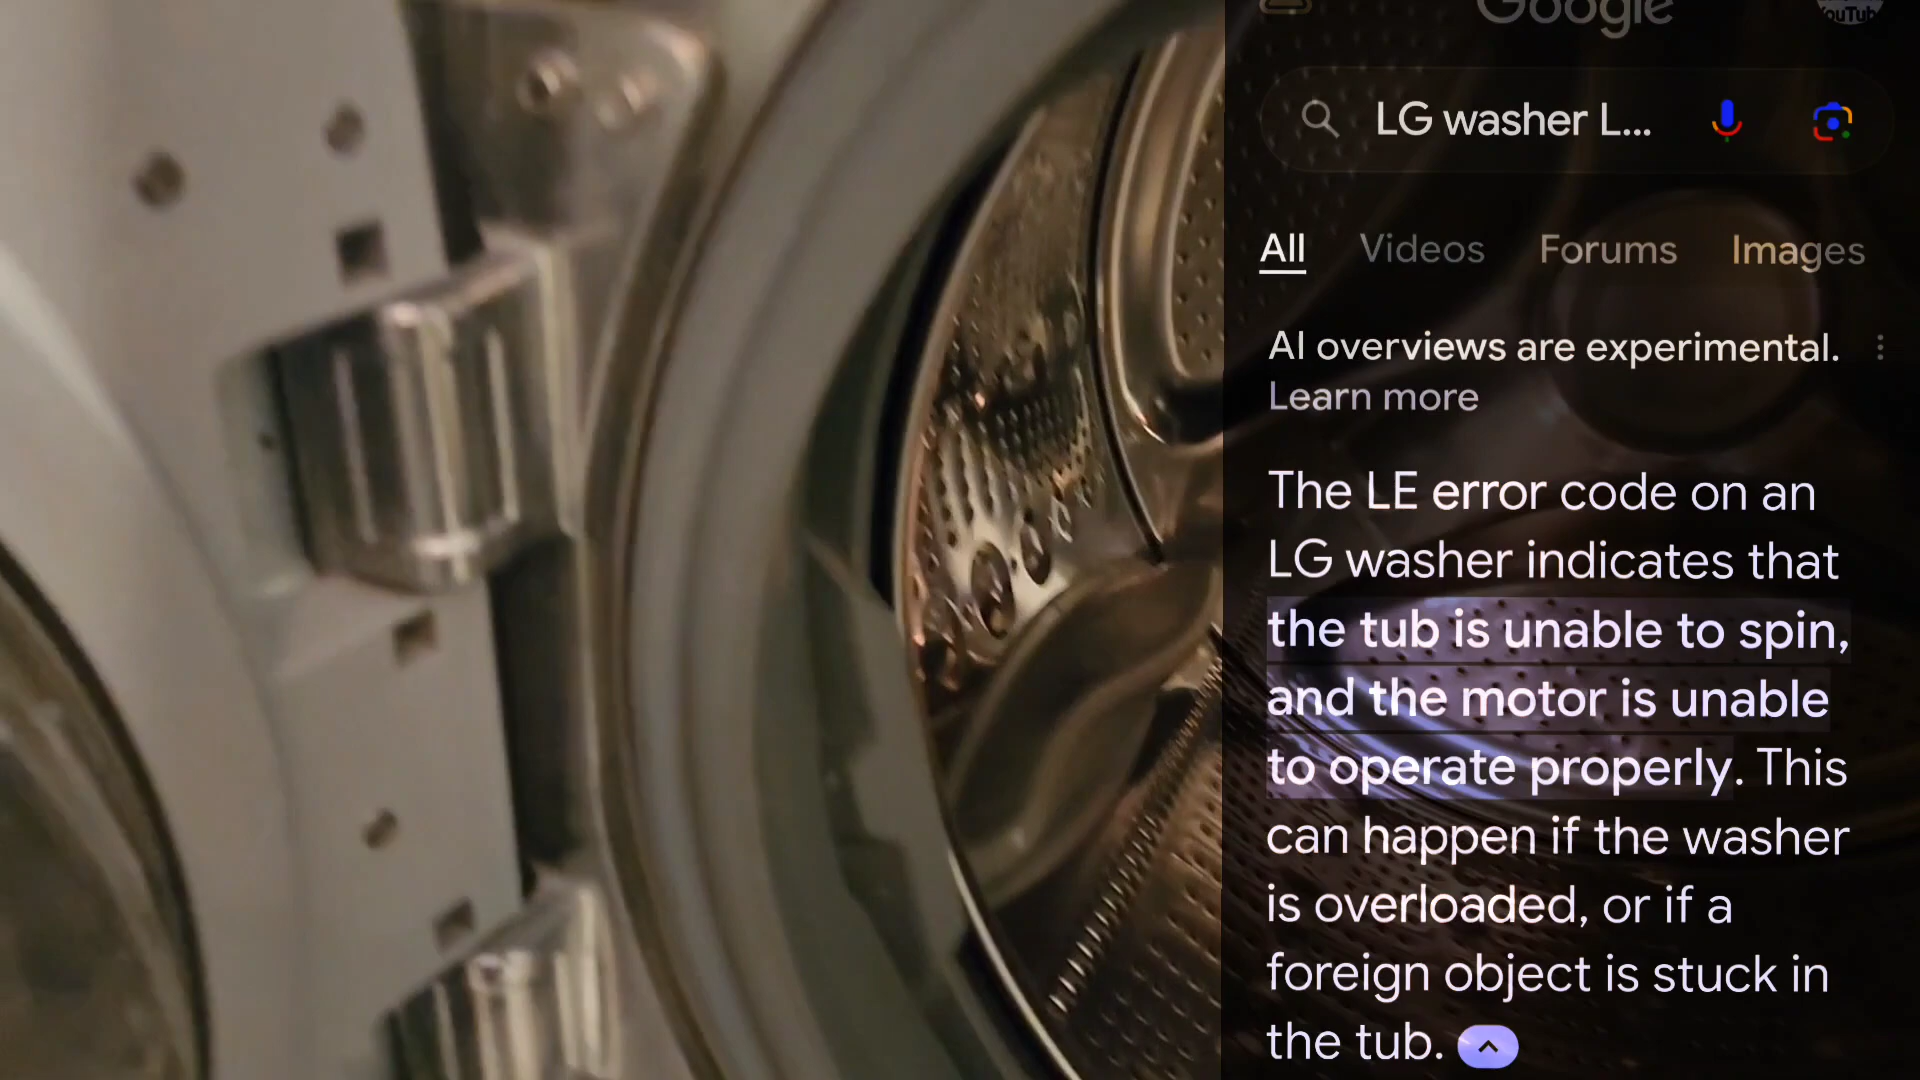 Google
YouTub
LG washer L...
All Videos Forums Images
AI overviews are experimental.
Learn more
The LE error code on an
LG washer indicates that
the tub is unable to spin,
and the motor is unable
to operate properly. This
can happen if the washer
is overloaded, or if a
foreign object is stuck in
the tub.